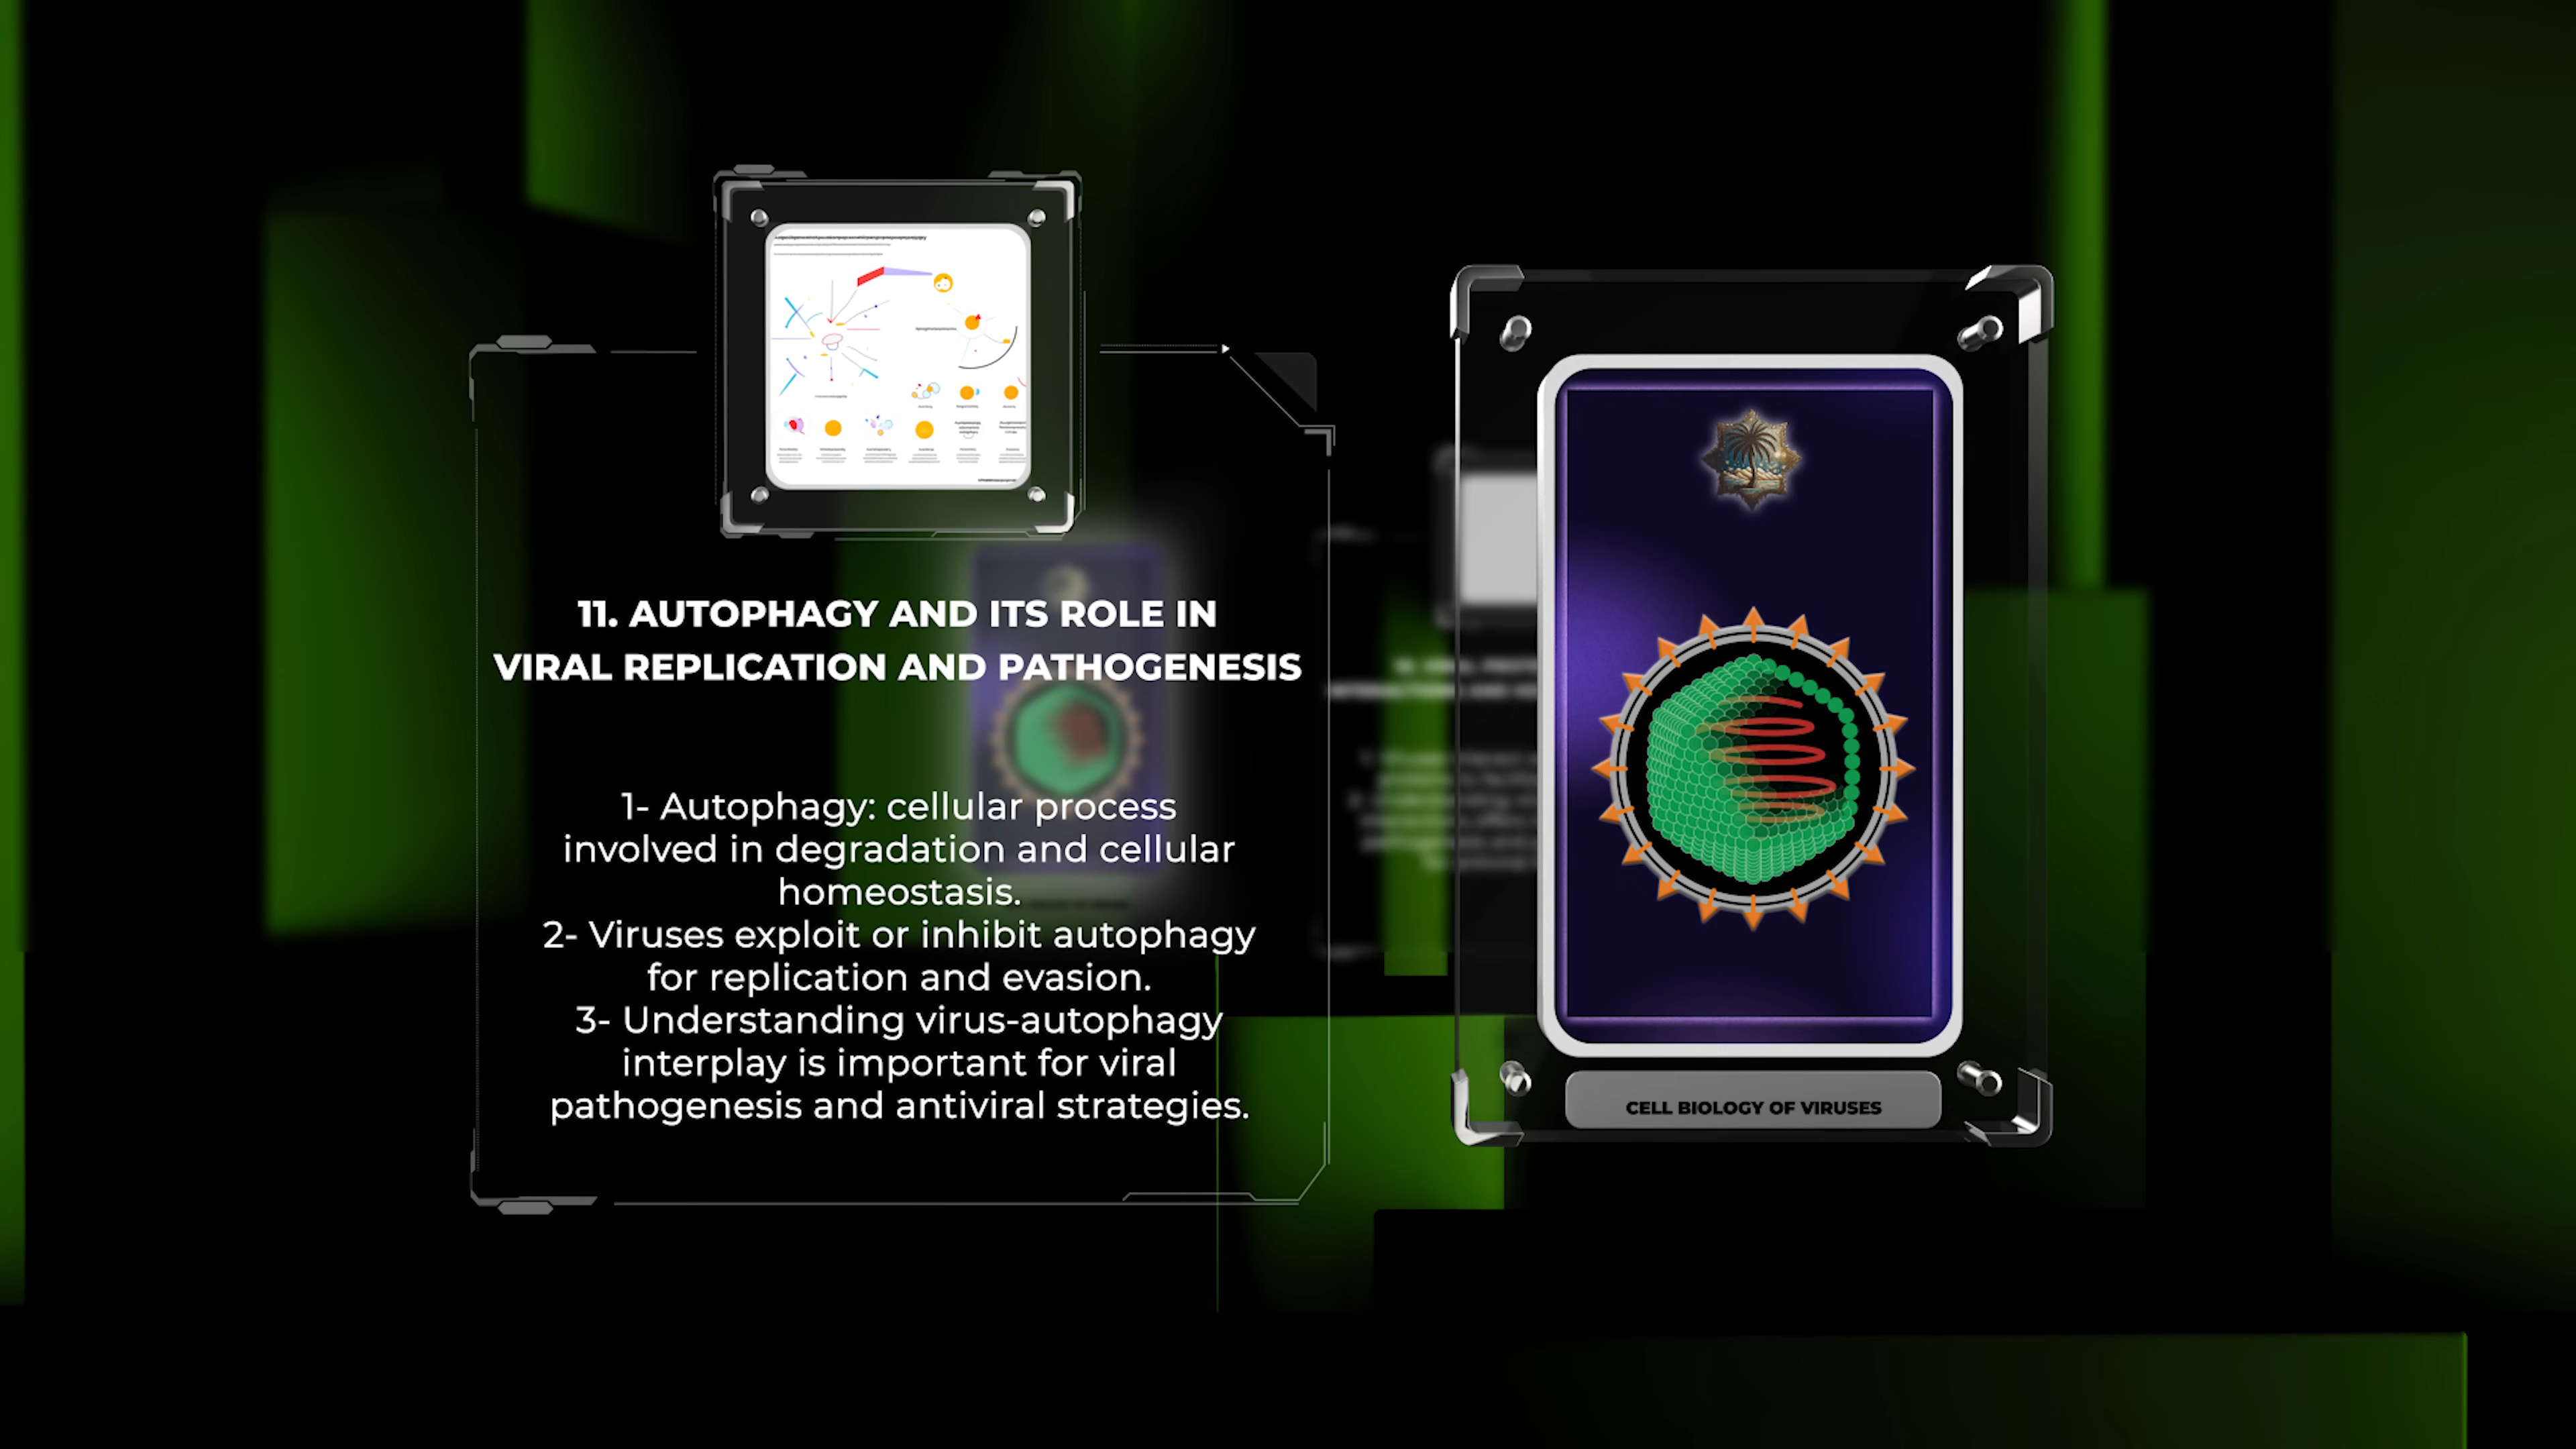 11. AUTOPHAGY AND ITS ROLE IN
VIRAL REPLICATION AND PATHOGENESIS
1- Autophagy: cellular process
involved in degradation and cellular
homeostasis.
2- Viruses exploit or inhibit autophagy
for replication and evasion.
3- Understanding virus-autophagy
interplay is important for viral
pathogenesis and antiviral strategies.
CELL BIOLOGY OF VIRUSES